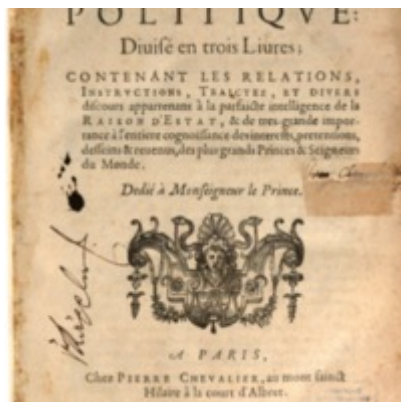 POLITIQVE:
Diuisé en trois Liures;
CONTENANT LES RELATIONS,
INSTRVCTIONS, TRAICTEZ, ET DIVERS
discours appartenant à la parfaicte intelligence de la
RAISON D'ESTAT, & de tres-grande impor-
tance à l'entiere cognoissance des interests, pretentions,
desseins & reuenus, des plus grands Princes & Seigneurs
du Monde.
Dedié à Monseigneur le Prince.
A PARIS,
Chez PIERRE CHEVALIER, au mont sainct
Hilaire à la court d'Albret.